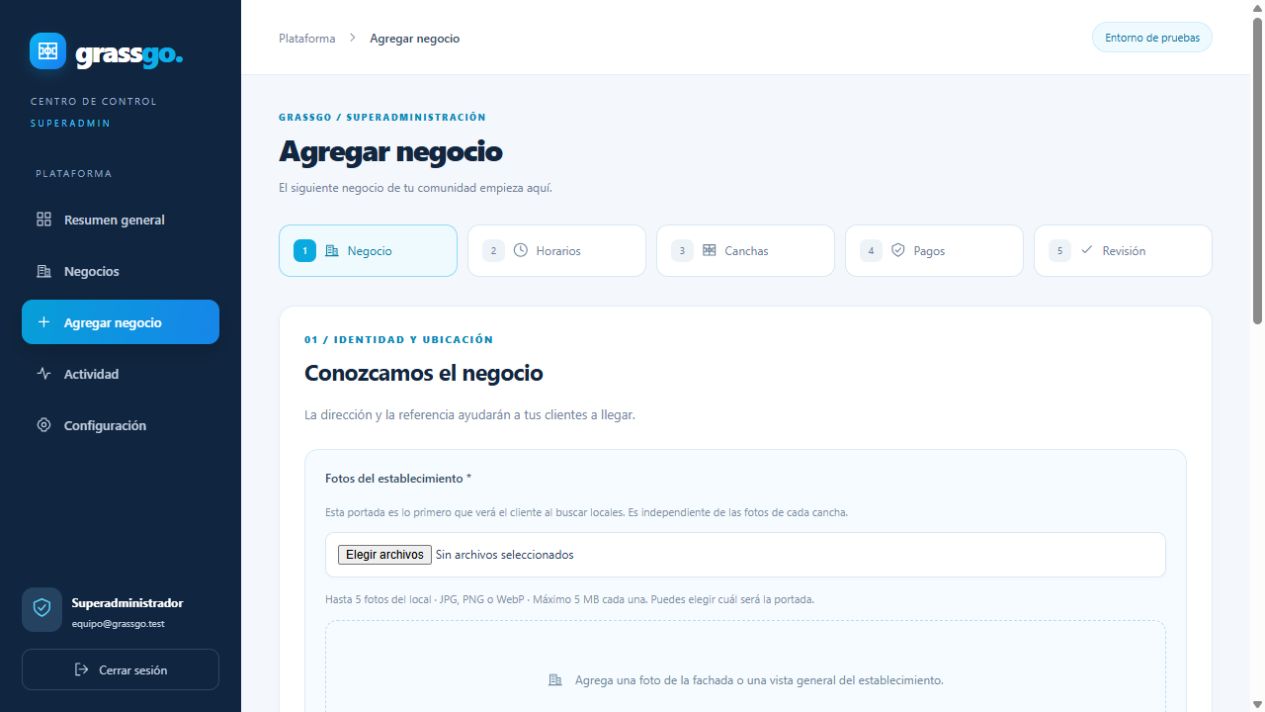 grassgo.
CENTRO DE CONTROL
SUPERADMIN
PLATAFORMA
Resumen general
Negocios
Agregar negocio
Actividad
Configuración
Superadministrador
equipo@grassgo.test
Cerrar sesión
Plataforma > Agregar negocio
Entorno de pruebas
GRASSGO / SUPERADMINISTRACIÓN
Agregar negocio
El siguiente negocio de tu comunidad empieza aquí.
1 Negocio
2 Horarios
3 Canchas
4 Pagos
5 Revisión
01 / IDENTIDAD Y UBICACIÓN
Conozcamos el negocio
La dirección y la referencia ayudarán a tus clientes a llegar.
Fotos del establecimiento *
Esta portada es lo primero que verá el cliente al buscar locales. Es independiente de las fotos de cada cancha.
Elegir archivos Sin archivos seleccionados
Hasta 5 fotos del local · JPG, PNG o WebP · Máximo 5 MB cada una. Puedes elegir cuál será la portada.
Agrega una foto de la fachada o una vista general del establecimiento.